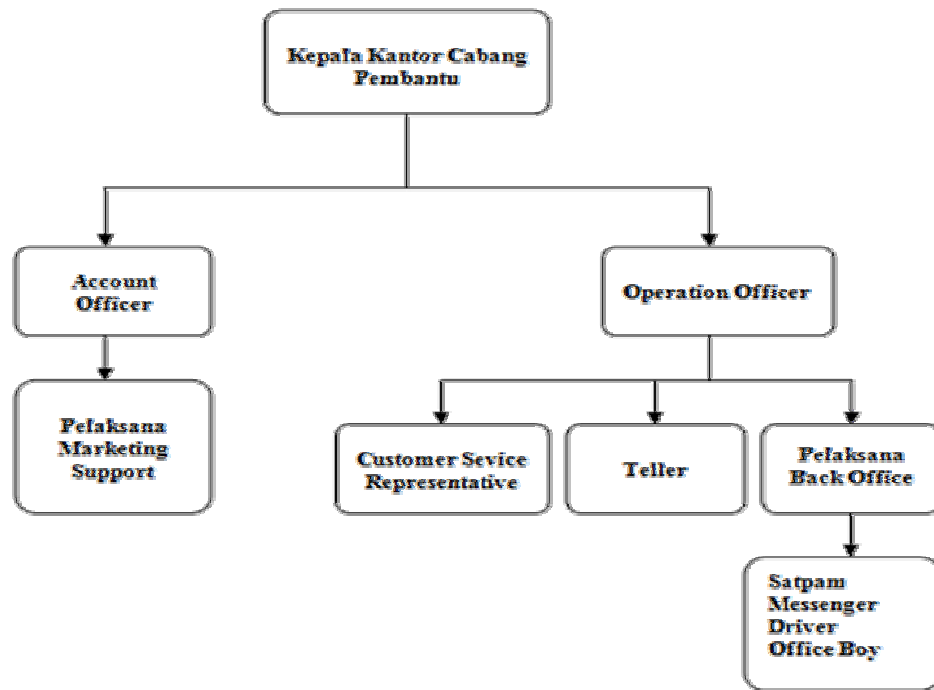 Kepala Kantor Cabang
Pembantu
Account
Officer
Operation Officer
Pelaksana
Marketing
Support
Customer Sevice
Representative
Teller
Pelaksana
Back Office
Satpam
Messenger
Driver
Office Boy